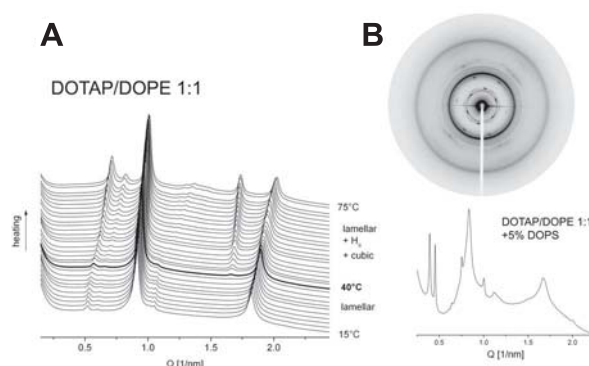 A
DOTAP/DOPE 1:1
heating
75°C
lamellar
+ H
+ cubic
40°C
lamellar
15°C
0.5 1.0 1.5 2.0
Q [1/nm]
B
DOTAP/DOPE 1:1
+5% DOPS
0.5 1.0 1.5 2.0
Q [1/nm]